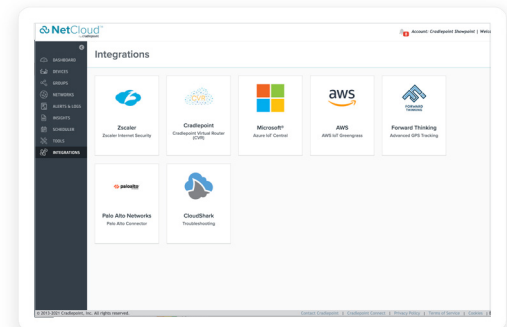 NetCloud
Account: Cradlepoint Showpoint | Welco
DASHBOARD
DEVICES
GROUPS
NETWORKS
ALERTS & LOGS
INSIGHTS
SCHEDULER
TOOLS
INTEGRATIONS
Integrations
Zscaler
Zscaler Internet Security
CVR
Cradlepoint
Cradlepoint Virtual Router
(CVR)
Microsoft®
Azure IoT Central
aws
AWS
AWS IoT Greengrass
FORWARD
THINKING
Forward Thinking
Advanced GPS Tracking
paloalto
Palo Alto Networks
Palo Alto Connector
CloudShark
Troubleshooting
© 2013-2021 Cradlepoint, Inc. All rights reserved.
Contact Cradlepoint | Cradlepoint Connect | Privacy Policy | Terms of Service | Cookies